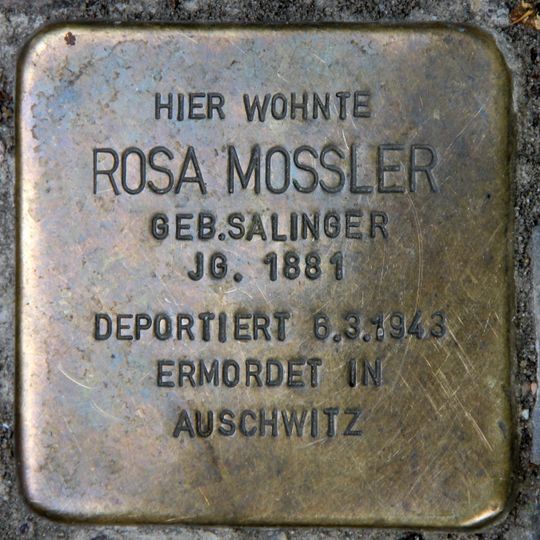 HIER WOHNTE
ROSA MOSSLER
GEB.SALINGER
JG. 1881
DEPORTIERT 6.3.1943
ERMORDET IN
AUSCHWITZ